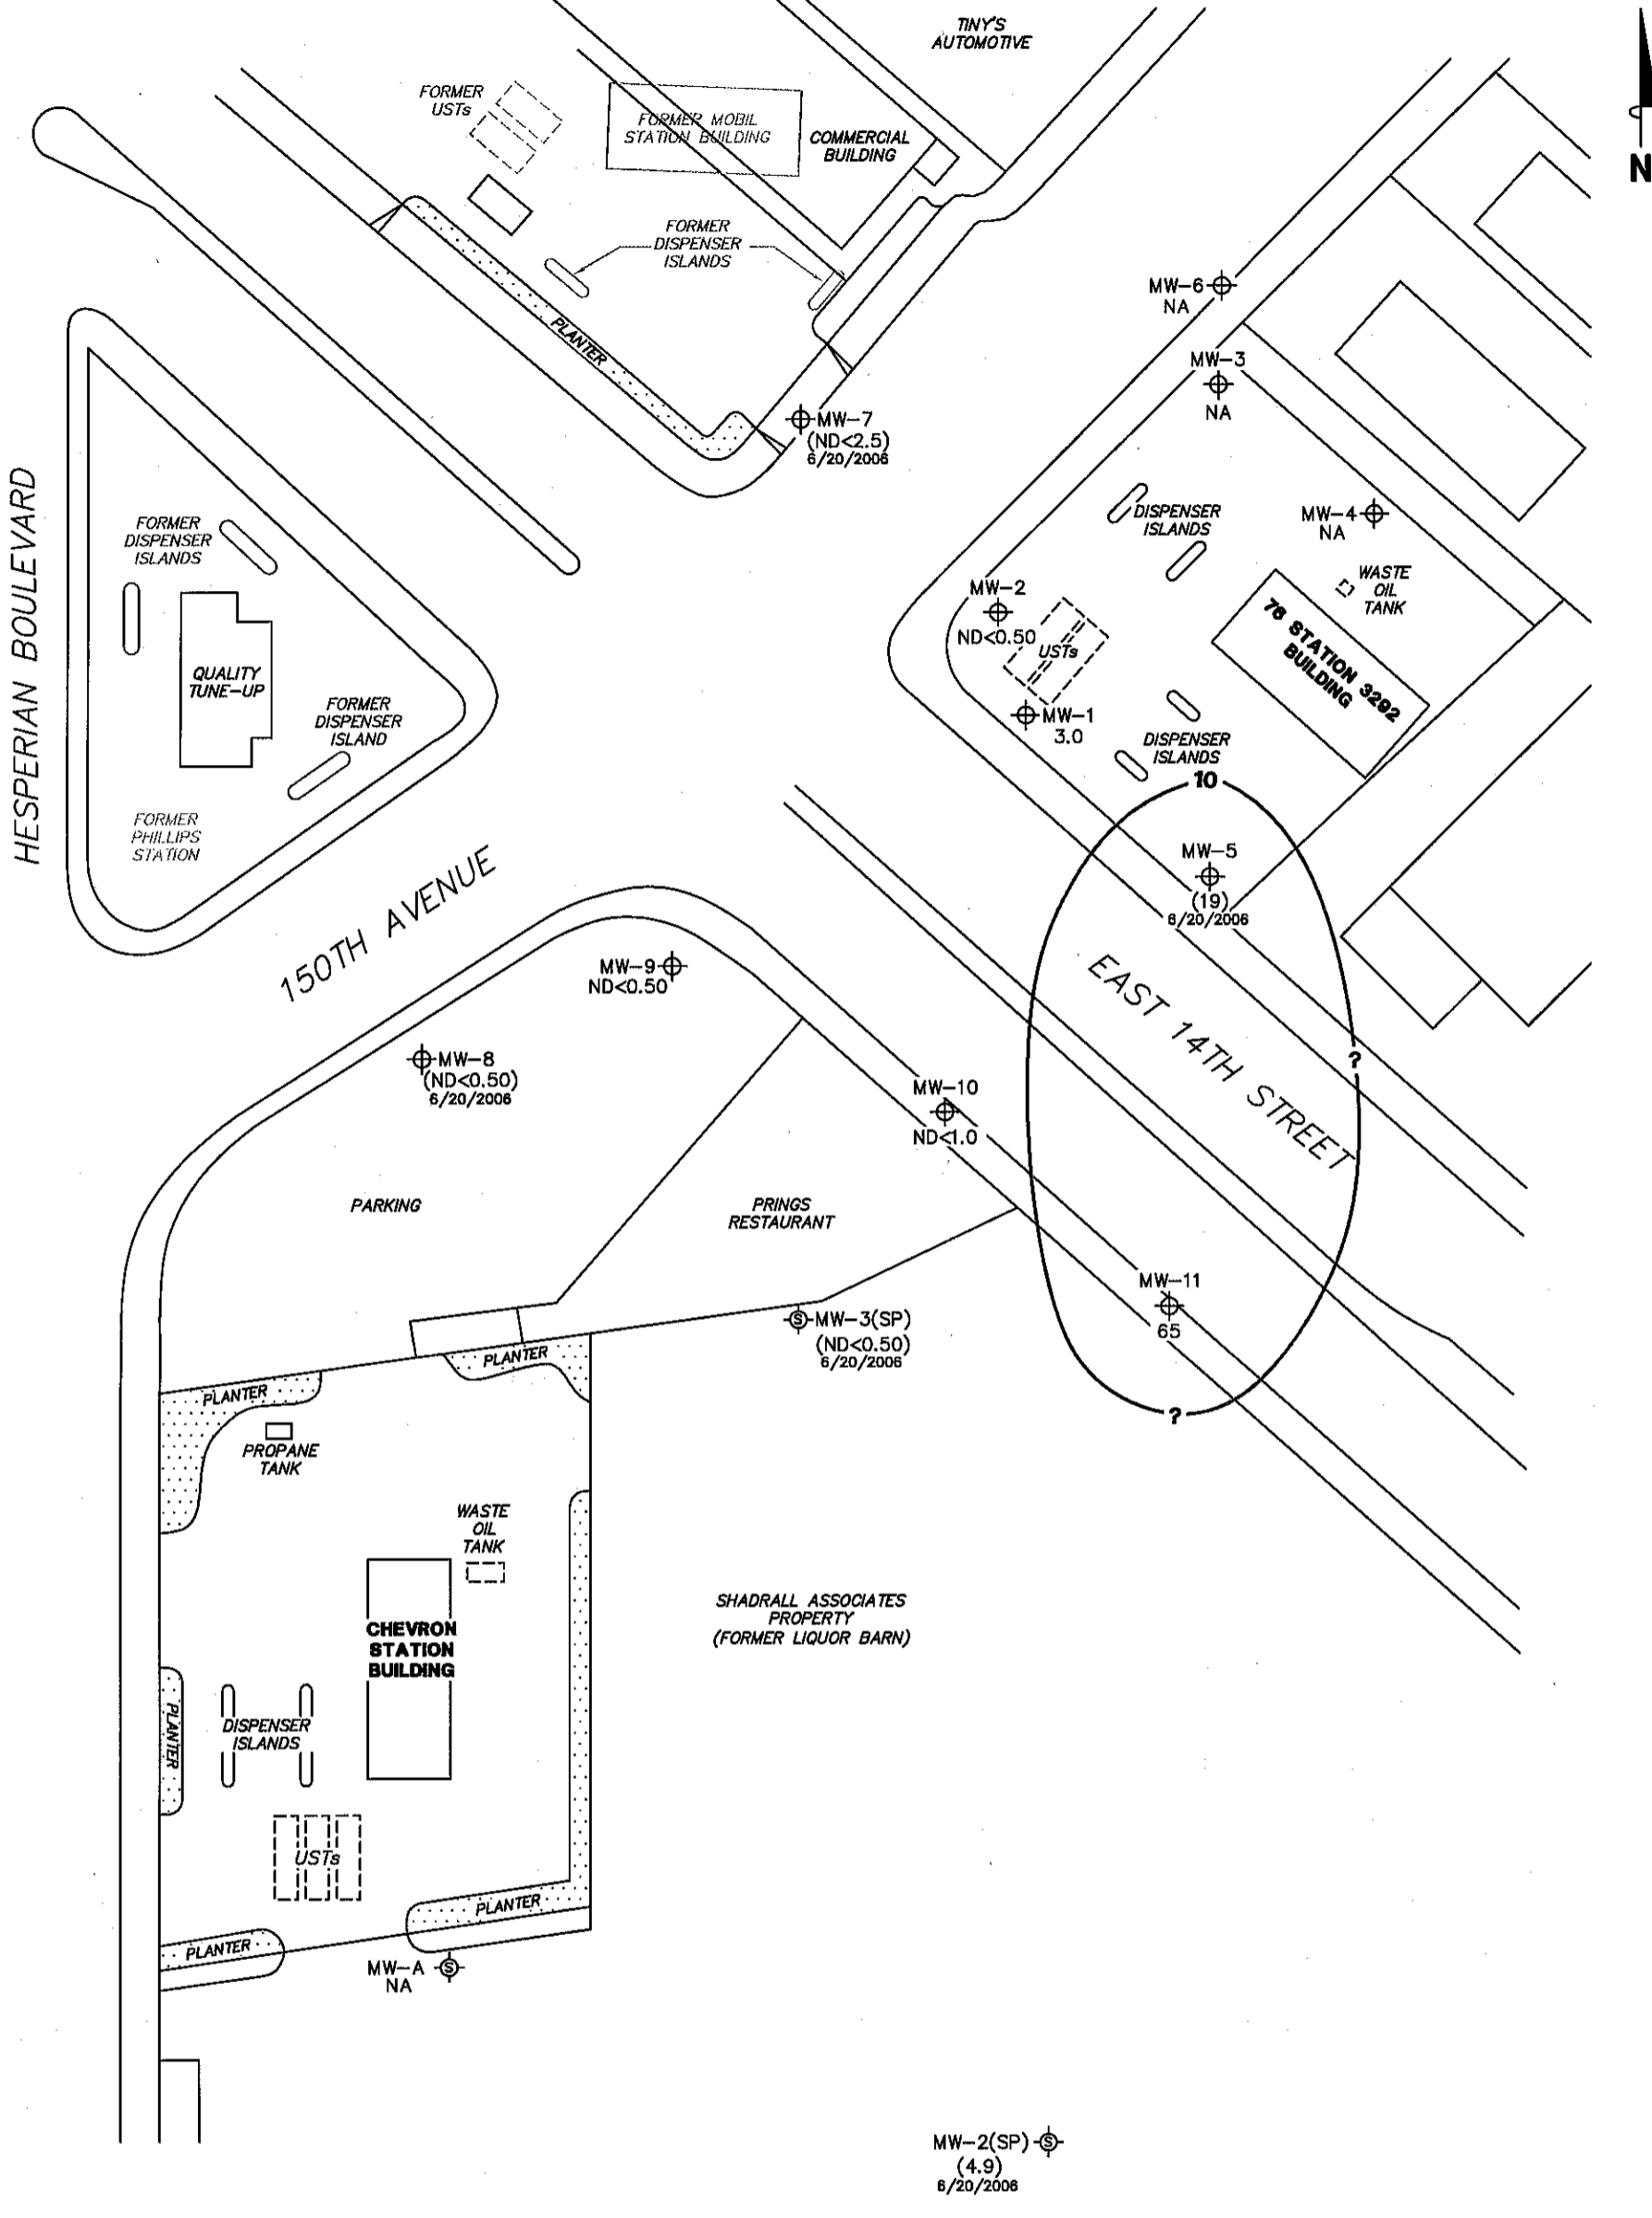 TINY'S
AUTOMOTIVE
FORMER
USTs
FORMER MOBIL
STATION BUILDING
COMMERCIAL
BUILDING
N
FORMER
DISPENSER
ISLANDS
MW-6
NA
PLANTER
MW-3
NA
MW-7
(ND<2.5)
6/20/2006
HESPERIAN BOULEVARD
FORMER
DISPENSER
ISLANDS
DISPENSER
ISLANDS
MW-4
NA
WASTE
OIL
TANK
MW-2
ND<0.50
USTs
76 STATION 3292
BUILDING
QUALITY
TUNE-UP
FORMER
DISPENSER
ISLAND
MW-1
3.0
DISPENSER
ISLANDS
10
FORMER
PHILLIPS
STATION
MW-5
(19)
6/20/2006
150TH AVENUE
MW-9
ND<0.50
EAST 14TH STREET
?
MW-8
(ND<0.50)
6/20/2006
MW-10
ND<1.0
PARKING
PRINGS
RESTAURANT
MW-11
65
MW-3(SP)
(ND<0.50)
6/20/2006
?
PLANTER
PLANTER
PROPANE
TANK
WASTE
OIL
TANK
SHADRALL ASSOCIATES
PROPERTY
(FORMER LIQUOR BARN)
CHEVRON
STATION
BUILDING
PLANTER
DISPENSER
ISLANDS
USTs
PLANTER
PLANTER
MW-A
NA
S
S
S
MW-2(SP)
(4.9)
6/20/2006